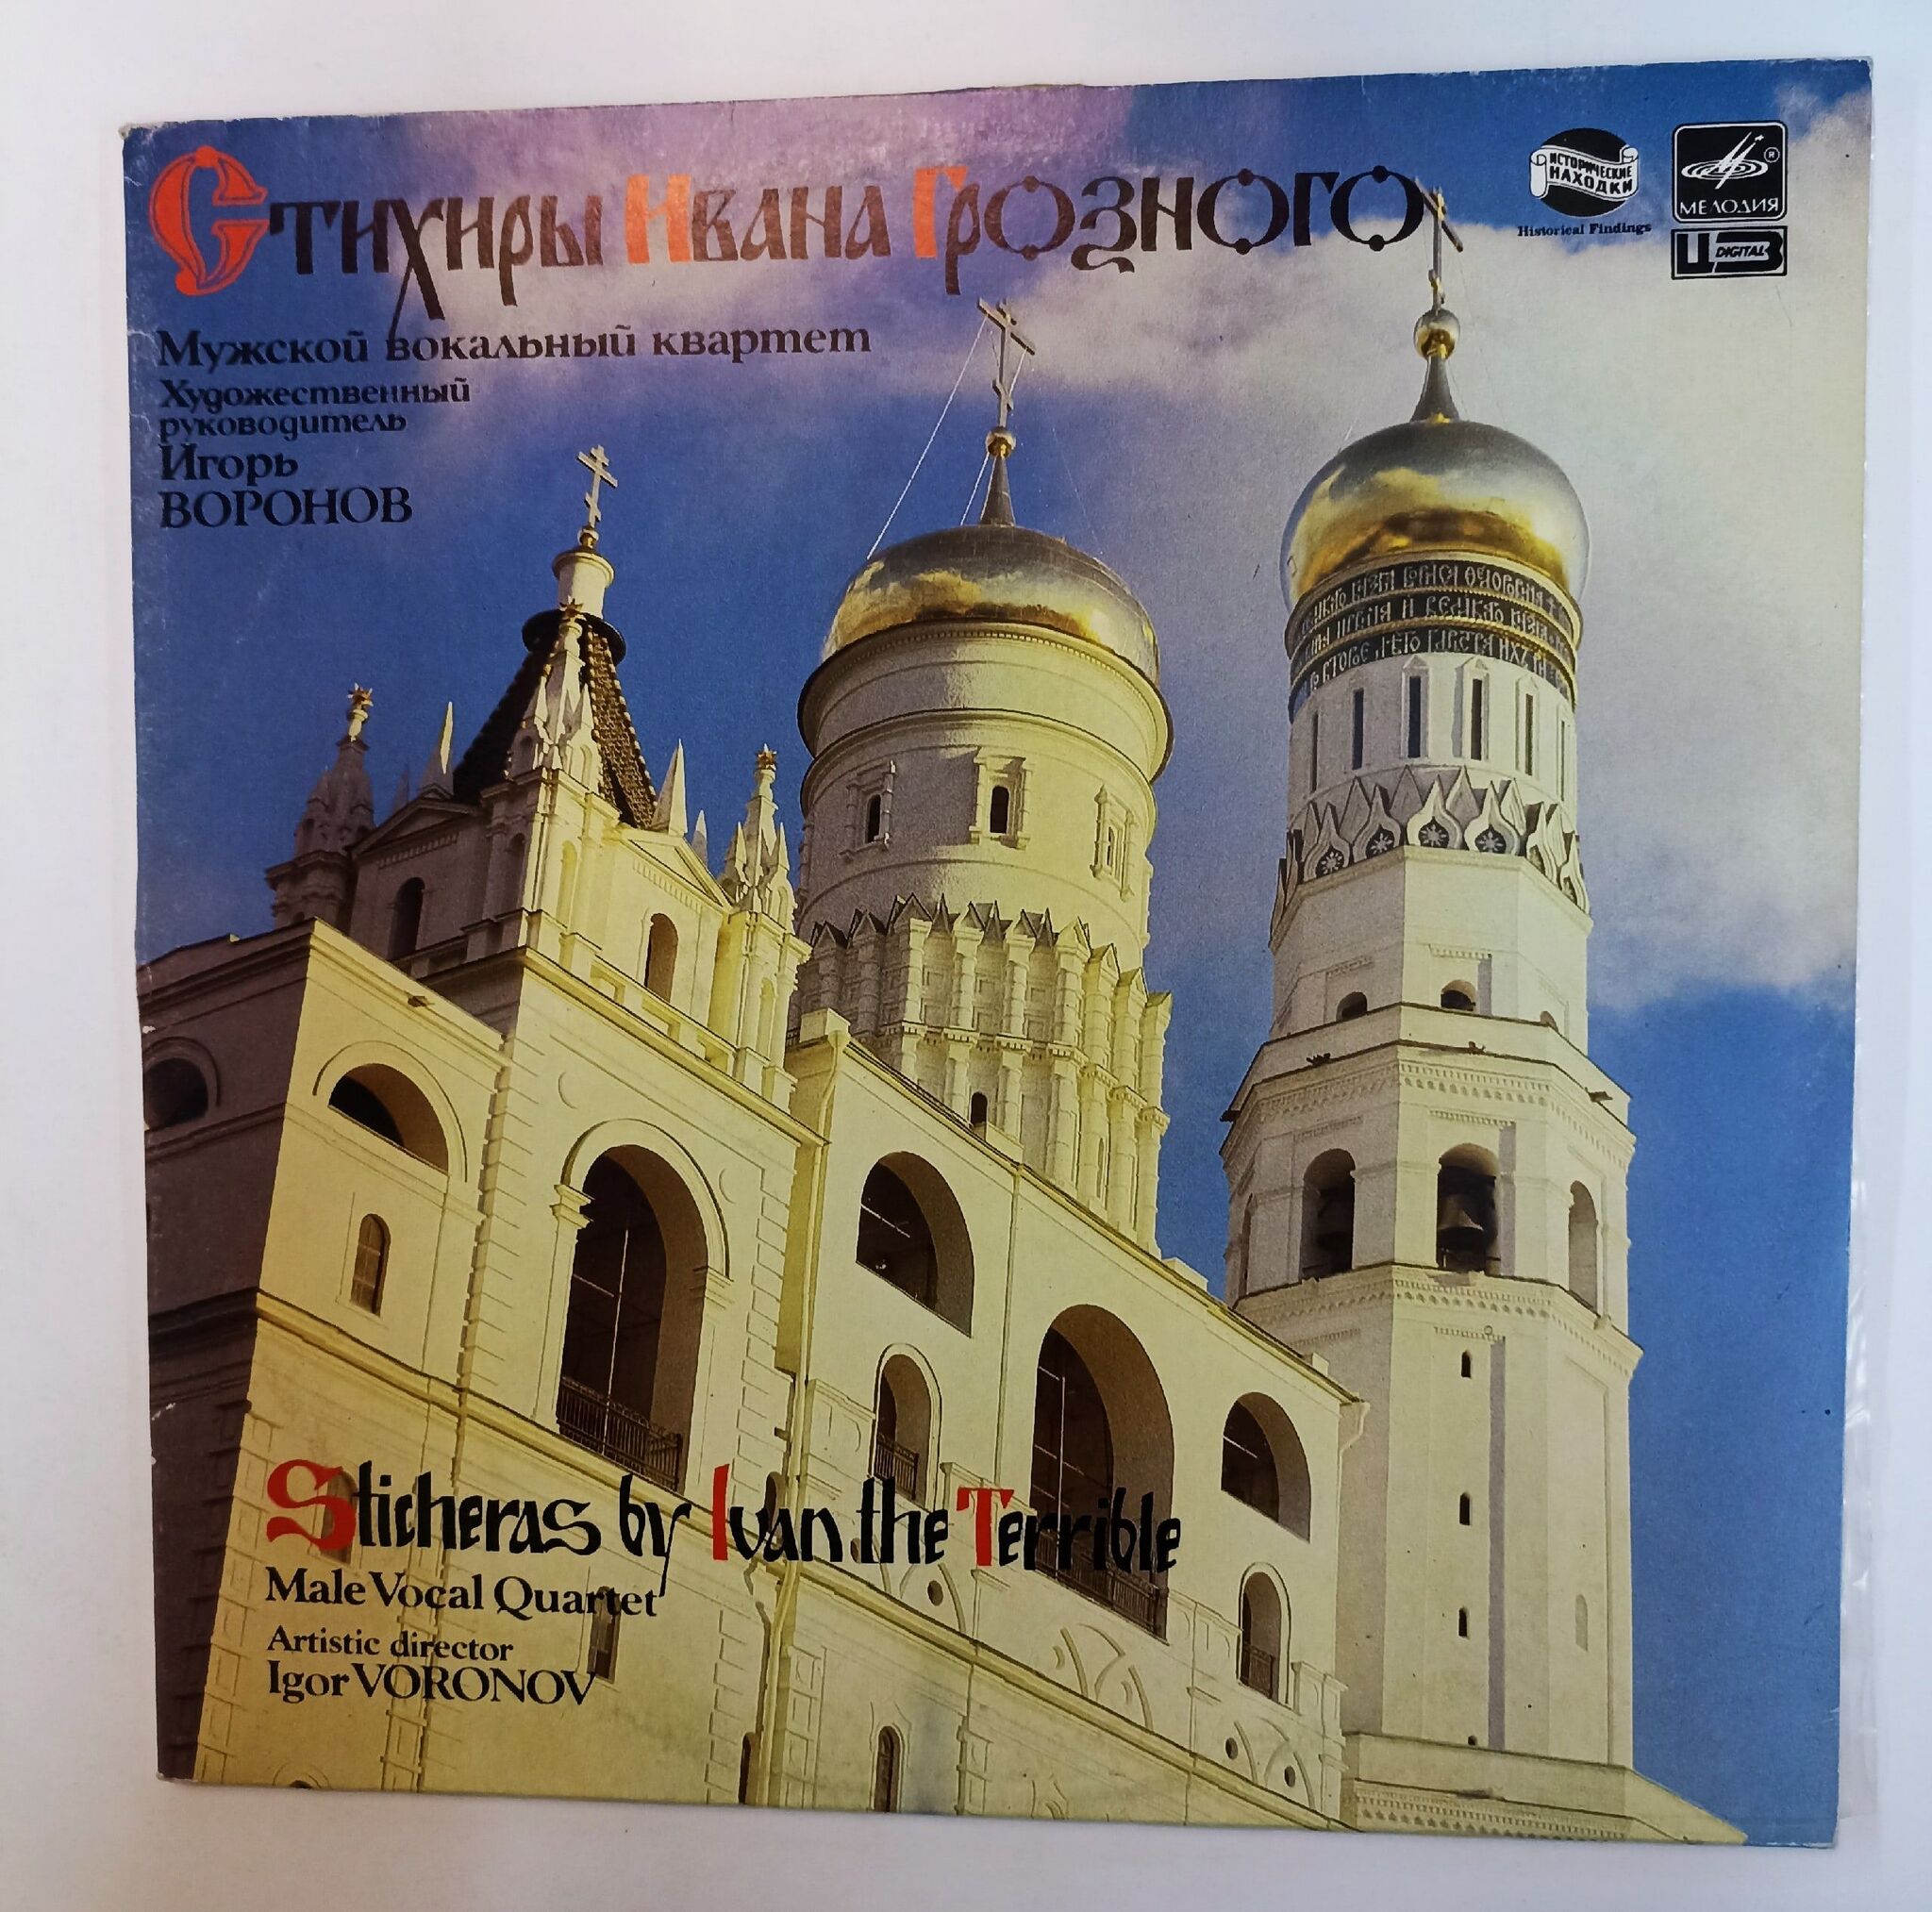 Стихиры Ивана Грозного
Мужской вокальный квартет
Художественный
руководитель
Игорь
ВОРОНОВ
ИСТОРИЧЕСКИЕ
НАХОДКИ
Historical Findings
МЕЛОДИЯ
®
Ц DIGITAL З
Sticheras by Ivan the Terrible
Male Vocal Quartet
Artistic director
Igor VORONOV